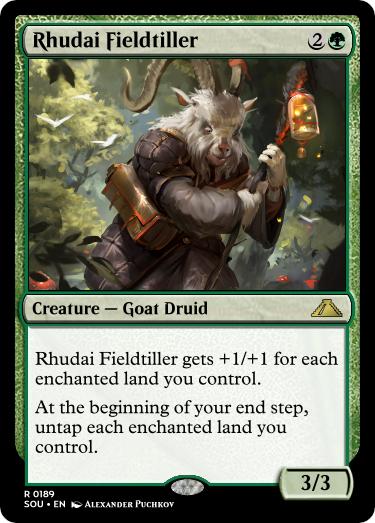 Rhudai Fieldtiller 2
Creature — Goat Druid
Rhudai Fieldtiller gets +1/+1 for each
enchanted land you control.
At the beginning of your end step,
untap each enchanted land you
control.
3/3
R 0189
SOU • EN Alexander Puchkov